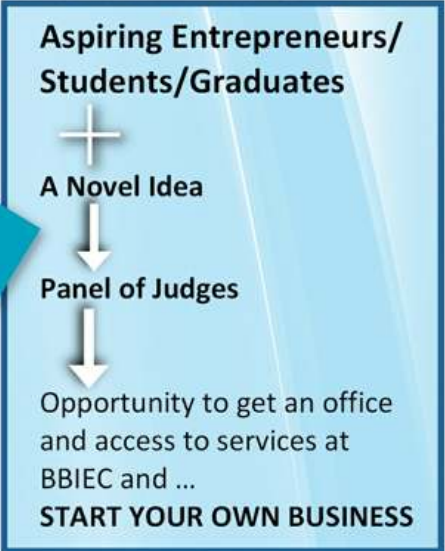 Aspiring Entrepreneurs/
Students/Graduates
A Novel Idea
Panel of Judges
Opportunity to get an office
and access to services at
BBIEC and ...
START YOUR OWN BUSINESS